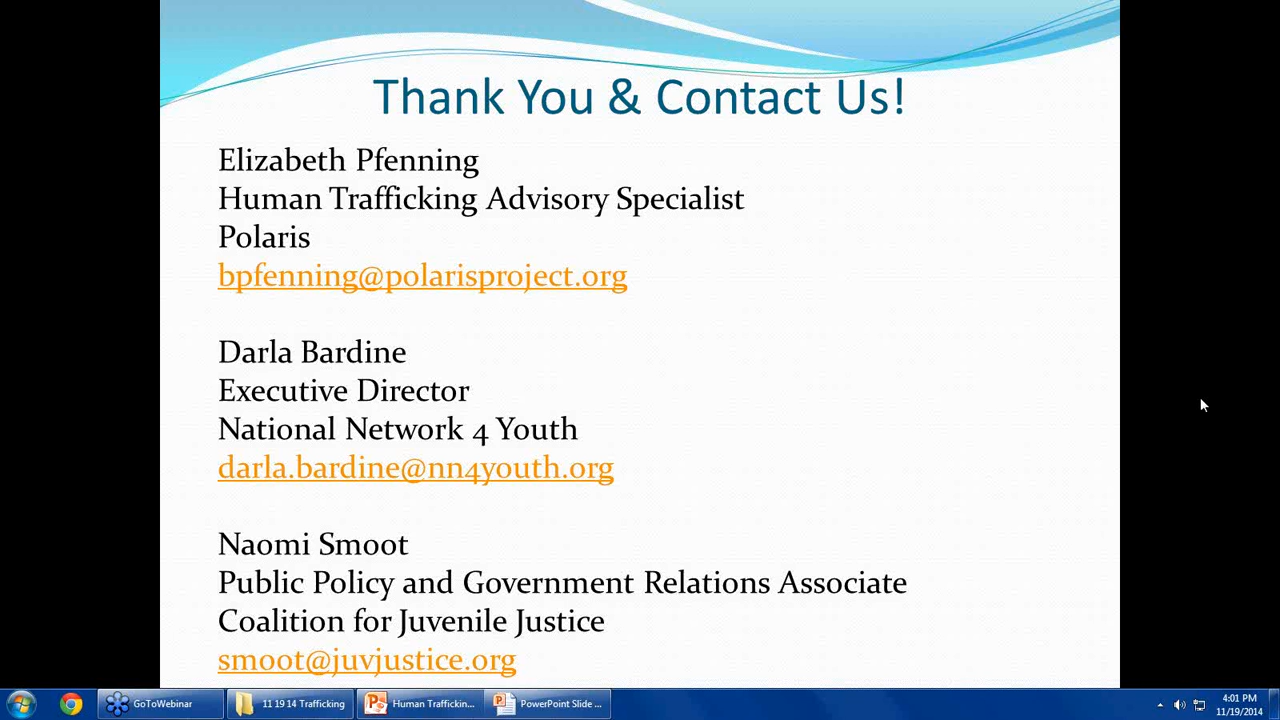 Thank You & Contact Us!
Elizabeth Pfenning
Human Trafficking Advisory Specialist
Polaris
bpfenning@polarisproject.org
Darla Bardine
Executive Director
National Network 4 Youth
darla.bardine@nn4youth.org
Naomi Smoot
Public Policy and Government Relations Associate
Coalition for Juvenile Justice
smoot@juvjustice.org
GoToWebinar
11 19 14 Trafficking
Human Traffickin...
PowerPoint Slide ...
4:01 PM
11/19/2014